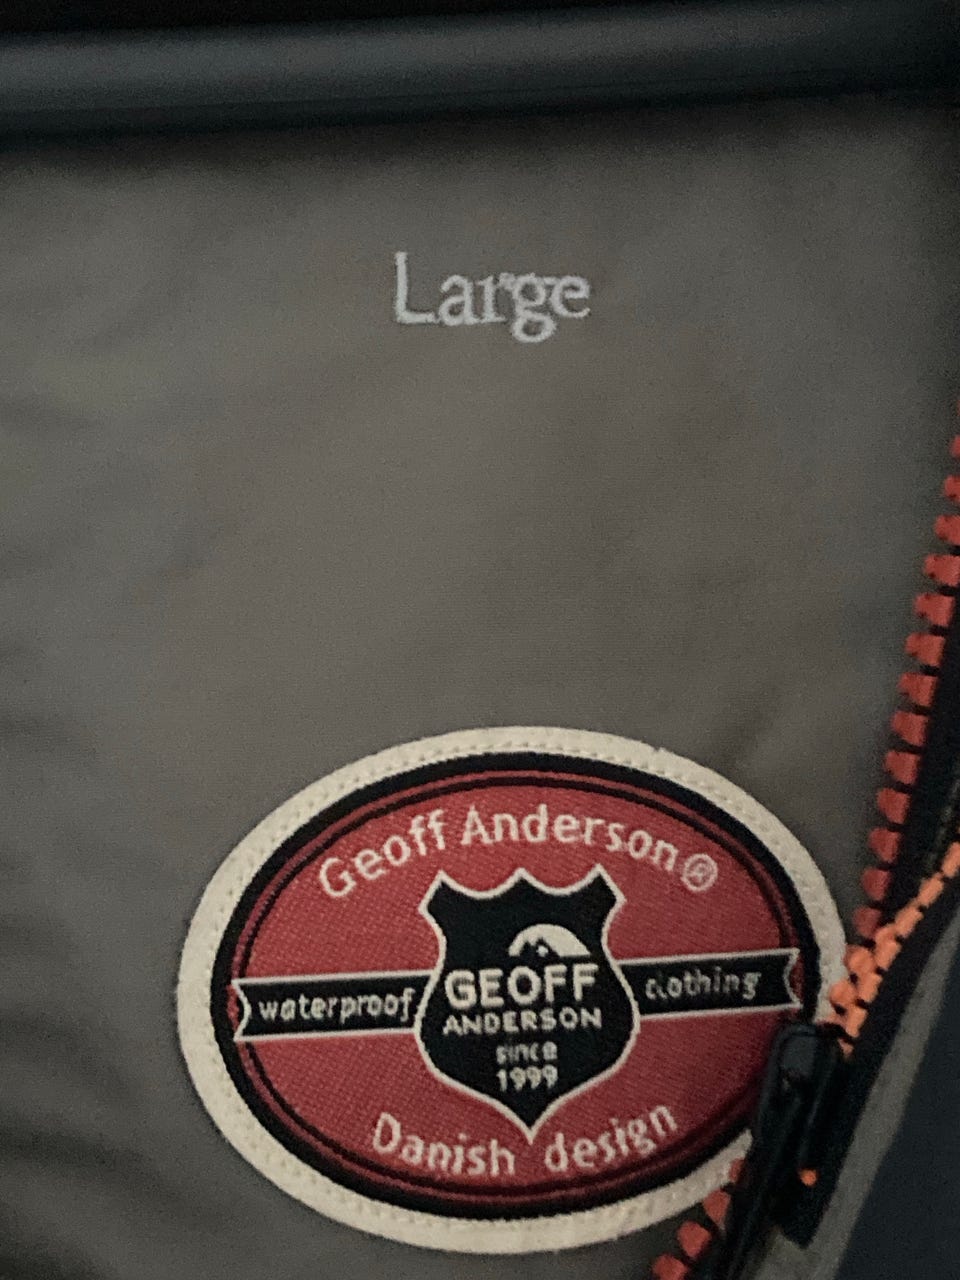 Large
Geoff Anderson®
waterproof GEOFF clothing
ANDERSON
since
1999
Danish design